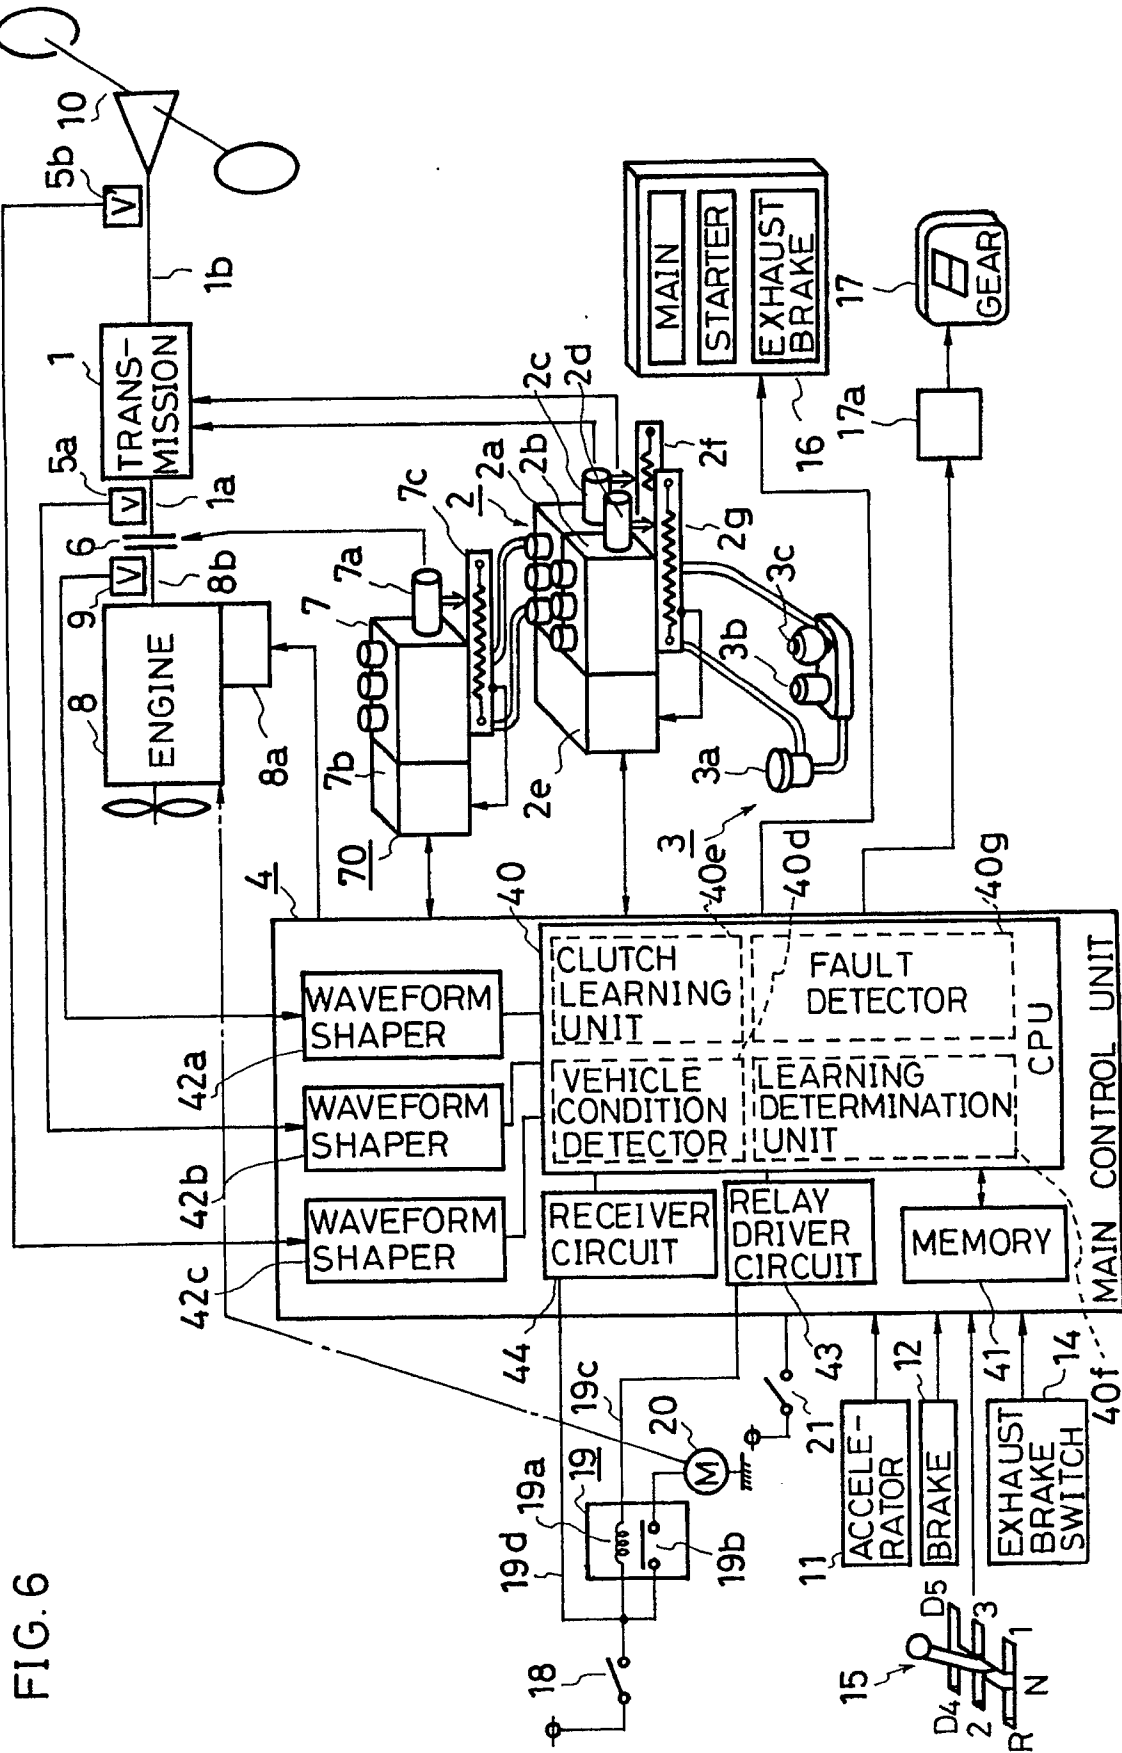 FIG. 6
10
5b
V
1b
1
TRANS-
MISSION
5a
V
1a
6
9
V
8b
8
ENGINE
8a
7
7a
7b
7c
70
2
2a
2b
2c
2d
2e
2f
2g
3
3a
3b
3c
MAIN
STARTER
EXHAUST
BRAKE
16
17
GEAR
17a
4
WAVEFORM
SHAPER
42a
WAVEFORM
SHAPER
42b
WAVEFORM
SHAPER
42c
40
CLUTCH
LEARNING
UNIT
40e
40d
FAULT
DETECTOR
40g
VEHICLE
CONDITION
DETECTOR
LEARNING
DETERMINATION
UNIT
CPU
MAIN CONTROL UNIT
RECEIVER
CIRCUIT
44
RELAY
DRIVER
CIRCUIT
43
MEMORY
41
40f
19c
19
19a
19d
19b
20
M
21
18
11
ACCELE-
RATOR
12
BRAKE
14
EXHAUST
BRAKE
SWITCH
15
D4
D5
2
3
R
N
1